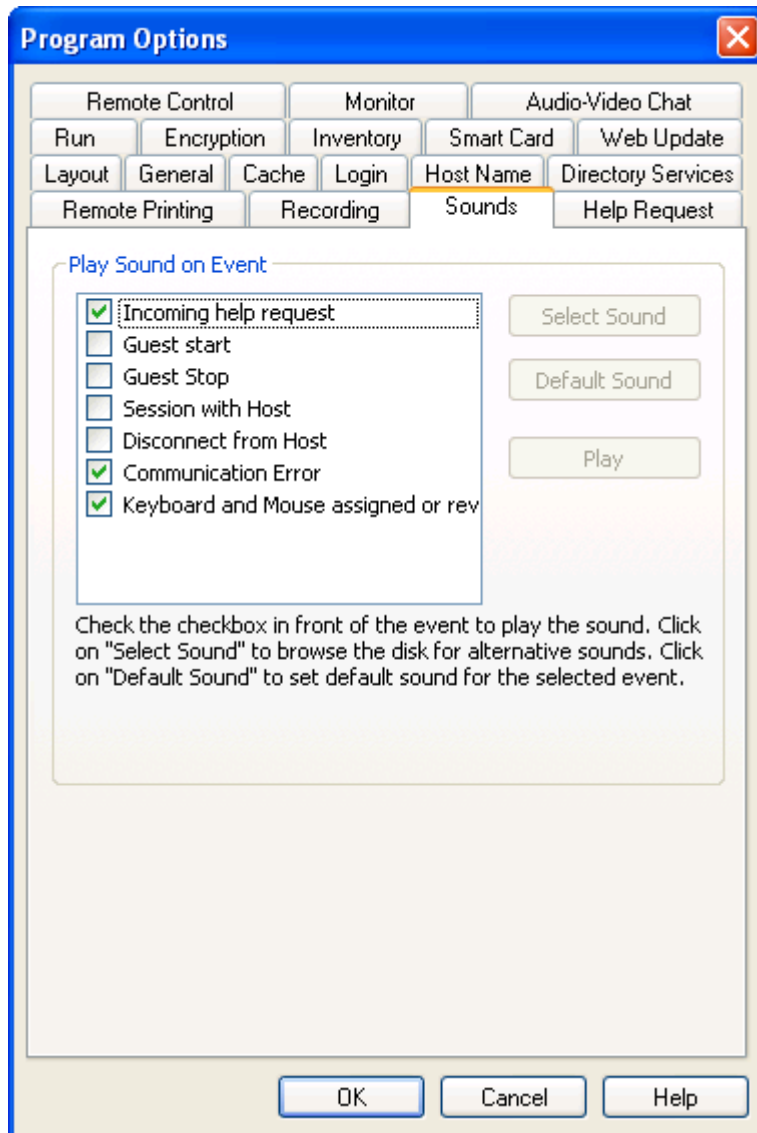 Program Options
Remote Control Monitor Audio-Video Chat
Run Encryption Inventory Smart Card Web Update
Layout General Cache Login Host Name Directory Services
Remote Printing Recording Sounds Help Request
Play Sound on Event
Incoming help request
Select Sound
Guest start
Guest Stop
Default Sound
Session with Host
Disconnect from Host
Play
Communication Error
Keyboard and Mouse assigned or rev
Check the checkbox in front of the event to play the sound. Click
on "Select Sound" to browse the disk for alternative sounds. Click
on "Default Sound" to set default sound for the selected event.
OK Cancel Help